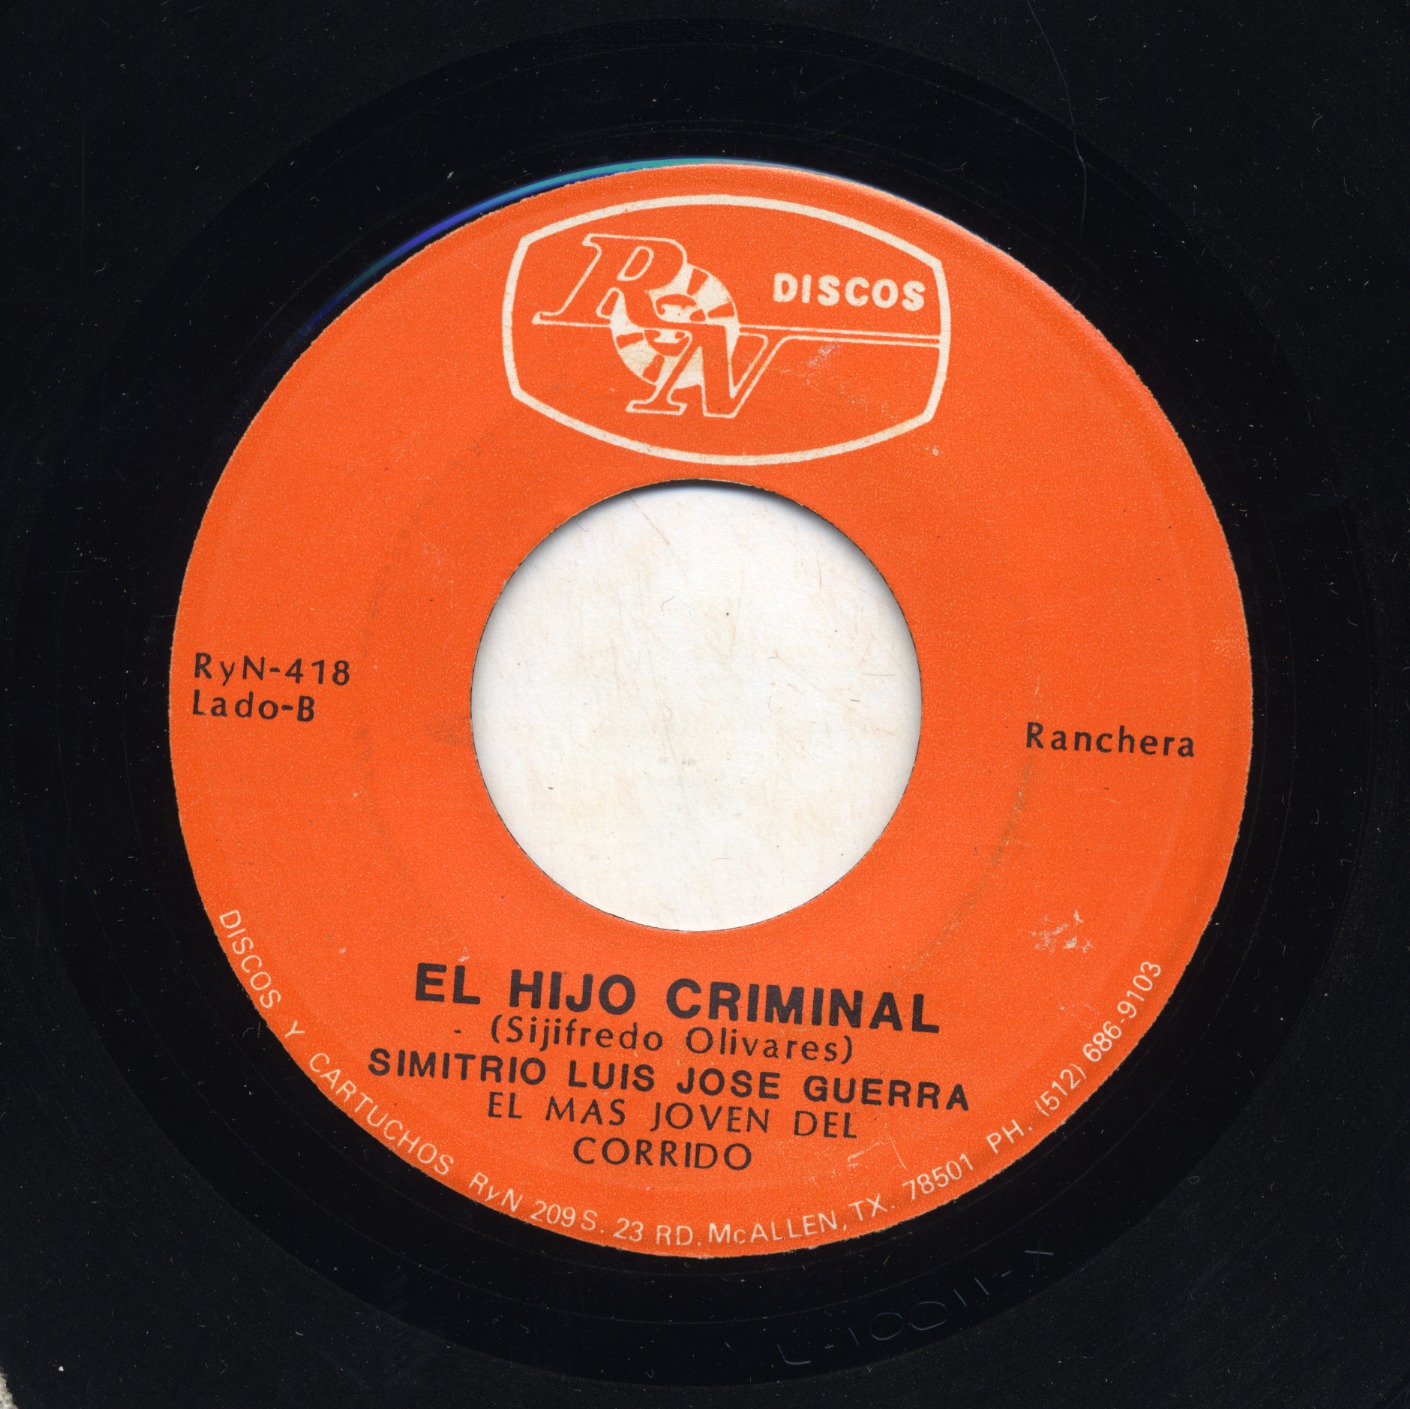 RyN DISCOS
RyN-418
Lado-B
Ranchera
EL HIJO CRIMINAL
(Sijifredo Olivares)
SIMITRIO LUIS JOSE GUERRA
EL MAS JOVEN DEL
CORRIDO
DISCOS Y CARTUCHOS RyN 209 S. 23 RD. McALLEN, TX. 78501 PH. (512) 686-9103